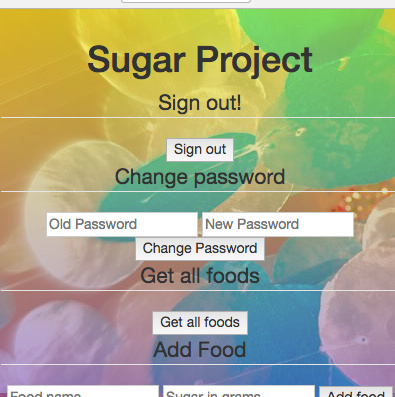 Sugar Project
Sign out!
Sign out
Change password
Old Password New Password
Change Password
Get all foods
Get all foods
Add Food
Food name Sugar in grams Add food